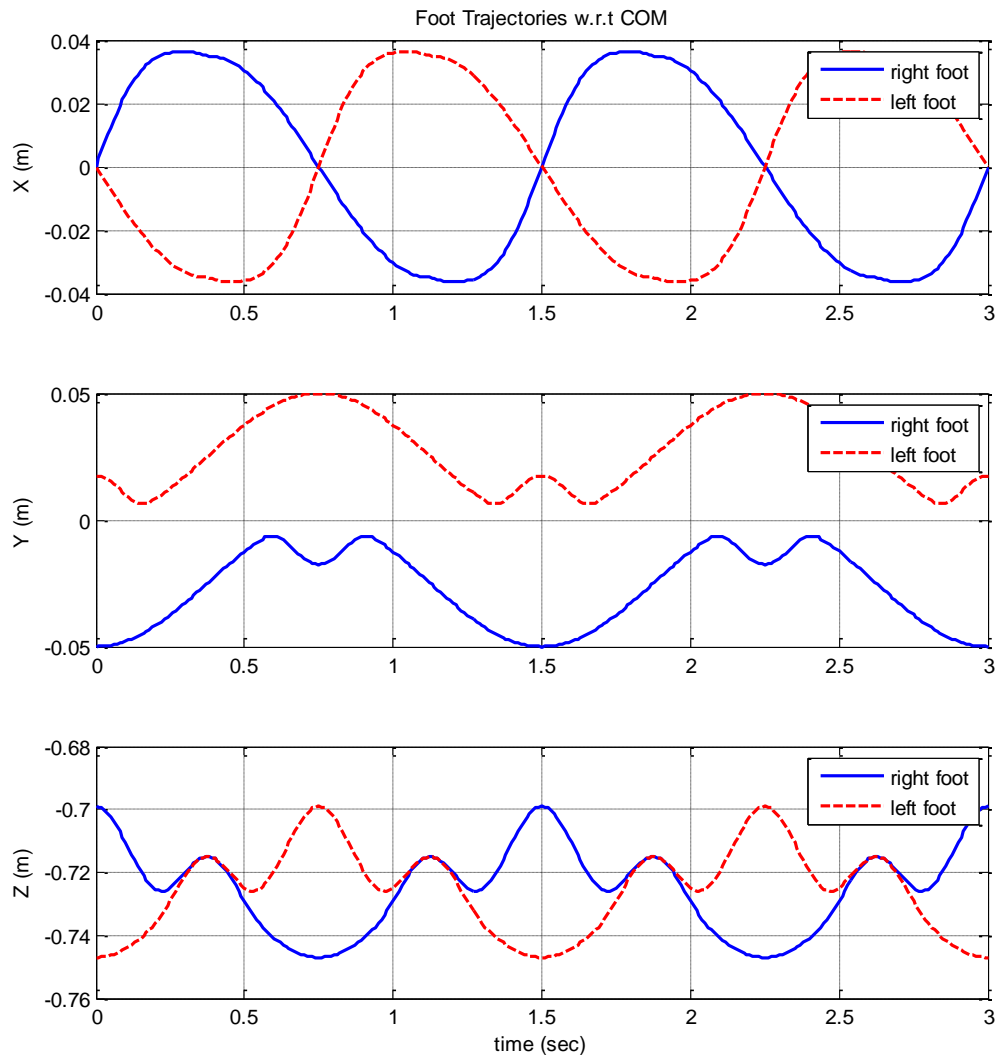 Foot Trajectories w.r.t COM
0.04
0.02
0
-0.02
-0.04
X (m)
right foot
left foot
0 0.5 1 1.5 2 2.5 3
0.05
0
-0.05
Y (m)
right foot
left foot
0 0.5 1 1.5 2 2.5 3
-0.68
-0.7
-0.72
-0.74
-0.76
Z (m)
right foot
left foot
0 0.5 1 1.5 2 2.5 3
time (sec)